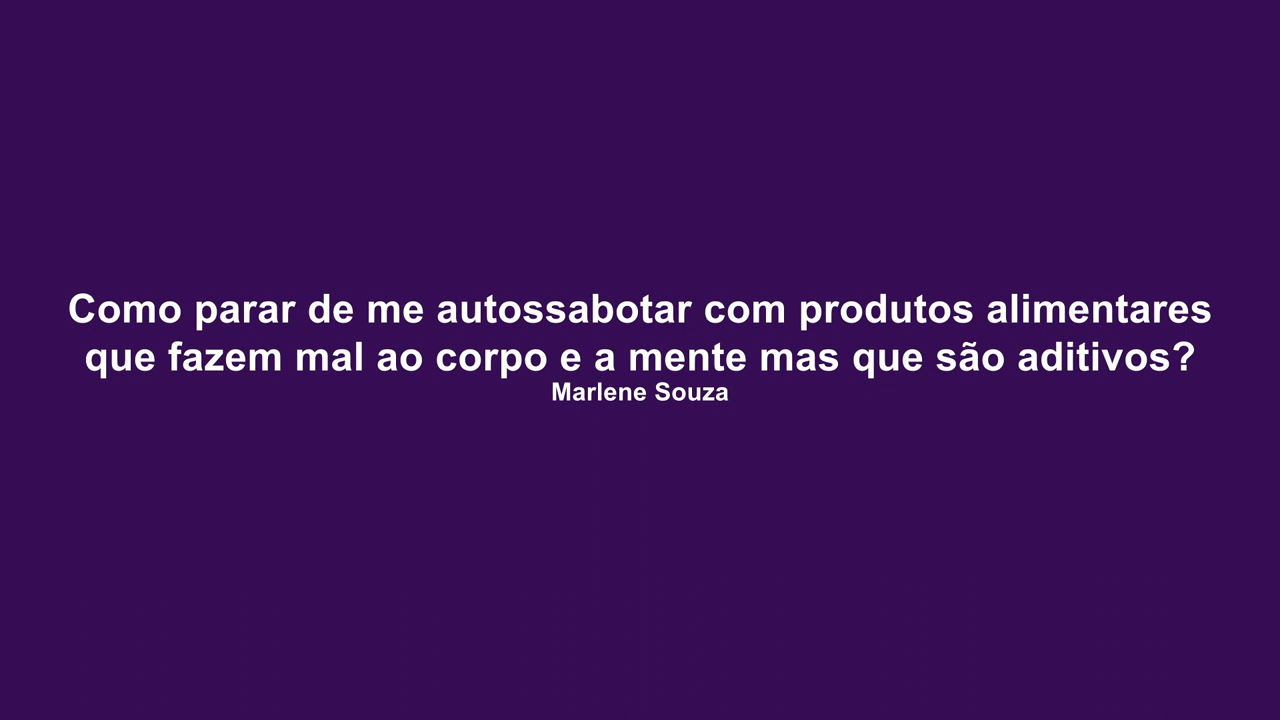 Como parar de me autossabotar com produtos alimentares
que fazem mal ao corpo e a mente mas que são aditivos?
Marlene Souza